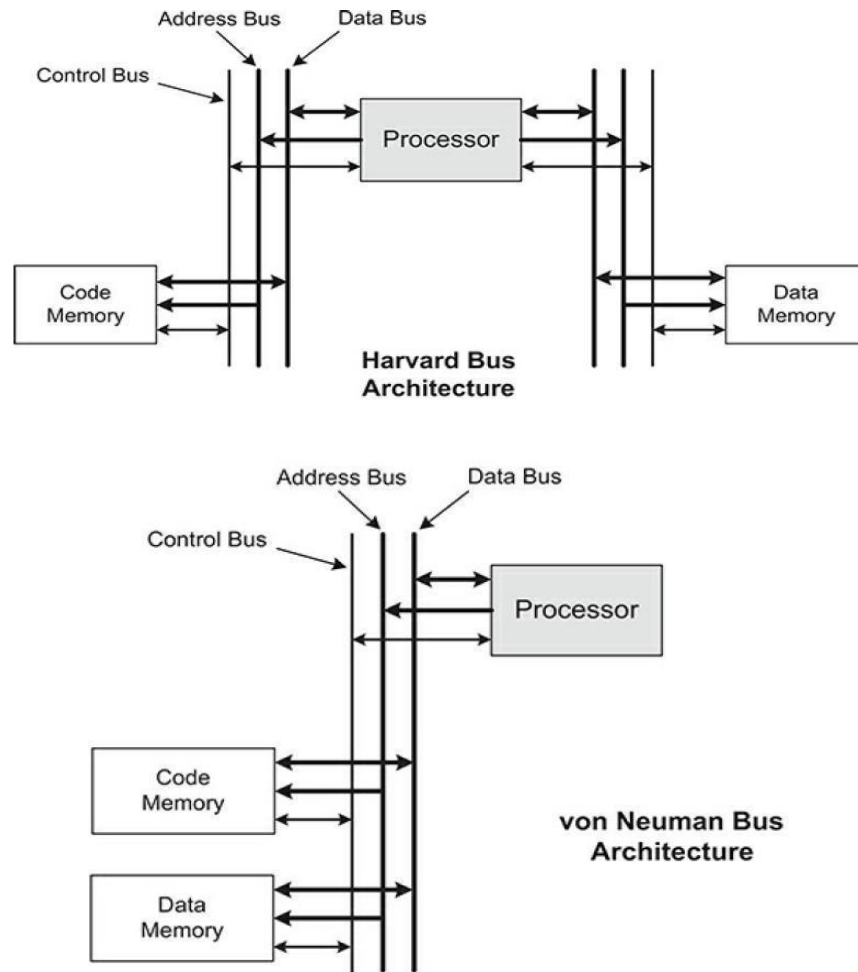 Address Bus
Data Bus
Control Bus
Processor
Code
Memory
Data
Memory
Harvard Bus
Architecture
Address Bus
Data Bus
Control Bus
Processor
Code
Memory
von Neuman Bus
Architecture
Data
Memory